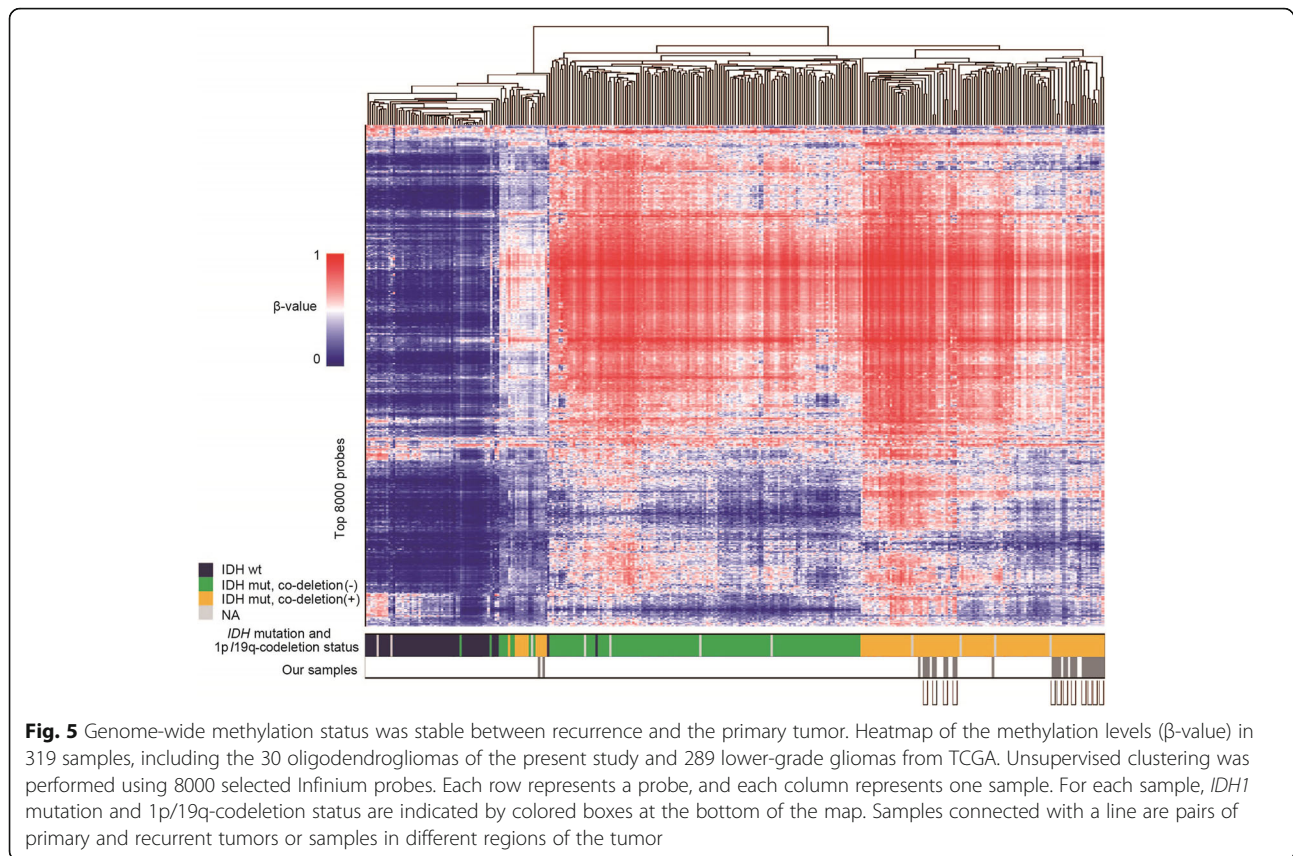 1
β-value
0
Top 8000 probes
IDH wt
IDH mut, co-deletion(-)
IDH mut, co-deletion(+)
NA
IDH mutation and
1p/19q-codeletion status
Our samples
Fig. 5 Genome-wide methylation status was stable between recurrence and the primary tumor. Heatmap of the methylation levels (β-value) in
319 samples, including the 30 oligodendrogliomas of the present study and 289 lower-grade gliomas from TCGA. Unsupervised clustering was
performed using 8000 selected Infinium probes. Each row represents a probe, and each column represents one sample. For each sample, IDH1
mutation and 1p/19q-codeletion status are indicated by colored boxes at the bottom of the map. Samples connected with a line are pairs of
primary and recurrent tumors or samples in different regions of the tumor